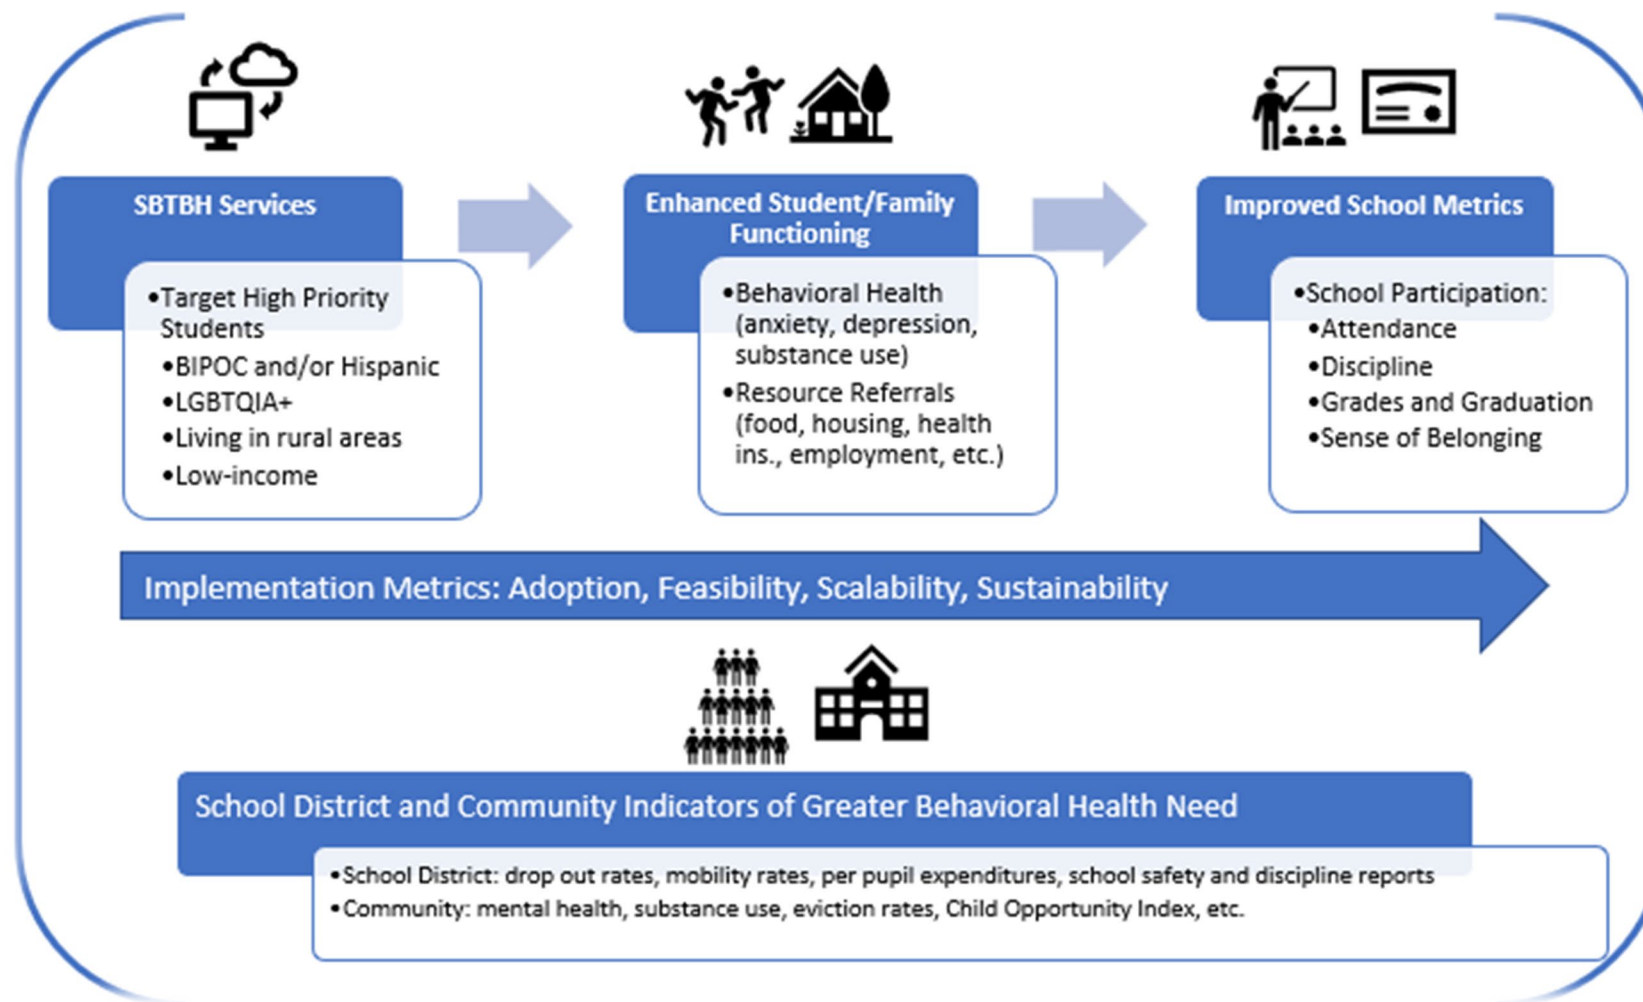 SBTBH Services
•Target High Priority
Students
•BIPOC and/or Hispanic
•LGBTQIA+
•Living in rural areas
•Low-income
Enhanced Student/Family
Functioning
•Behavioral Health
(anxiety, depression,
substance use)
•Resource Referrals
(food, housing, health
ins., employment, etc.)
Improved School Metrics
•School Participation:
•Attendance
•Discipline
•Grades and Graduation
•Sense of Belonging
Implementation Metrics: Adoption, Feasibility, Scalability, Sustainability
School District and Community Indicators of Greater Behavioral Health Need
•School District: drop out rates, mobility rates, per pupil expenditures, school safety and discipline reports
•Community: mental health, substance use, eviction rates, Child Opportunity Index, etc.